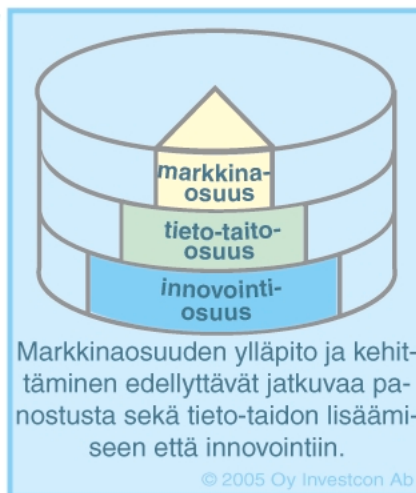 markkina-
osuus
tieto-taito-
osuus
innovointi-
osuus
Markkinaosuuden ylläpito ja kehit-
täminen edellyttävät jatkuvaa pa-
nostusta sekä tieto-taidon lisäämi-
seen että innovointiin.
© 2005 Oy Investcon Ab